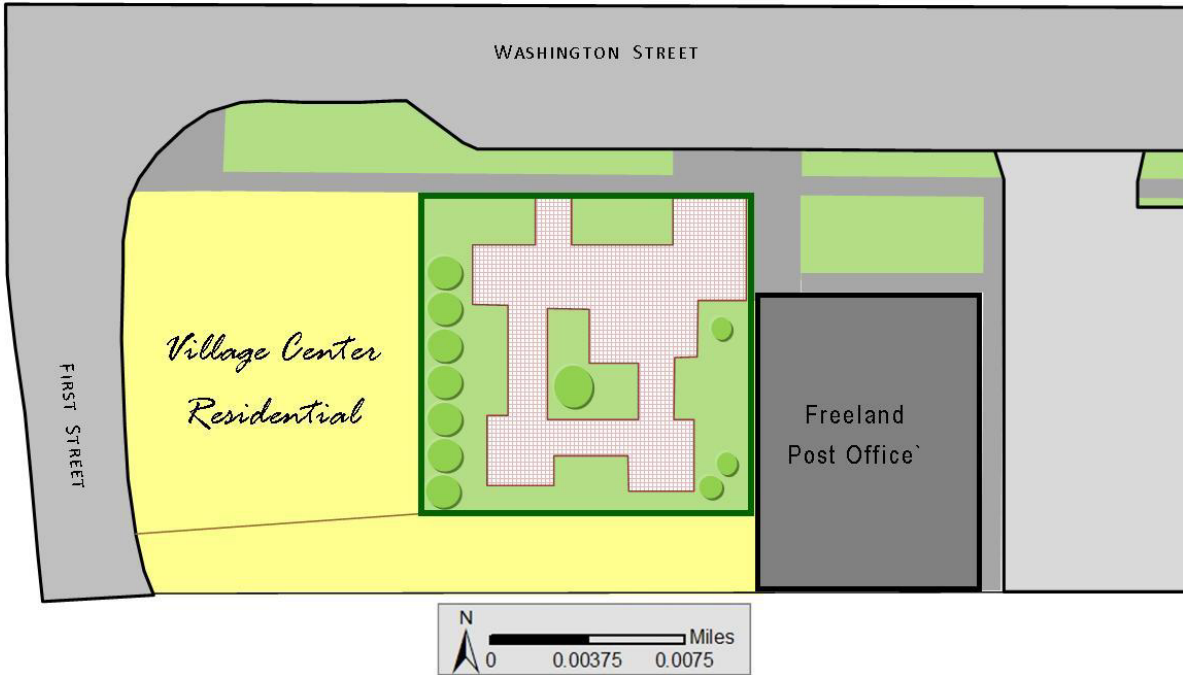 WASHINGTON STREET
Village Center
Residential
FIRST STREET
Freeland
Post Office`
N
Miles
0 0.00375 0.0075